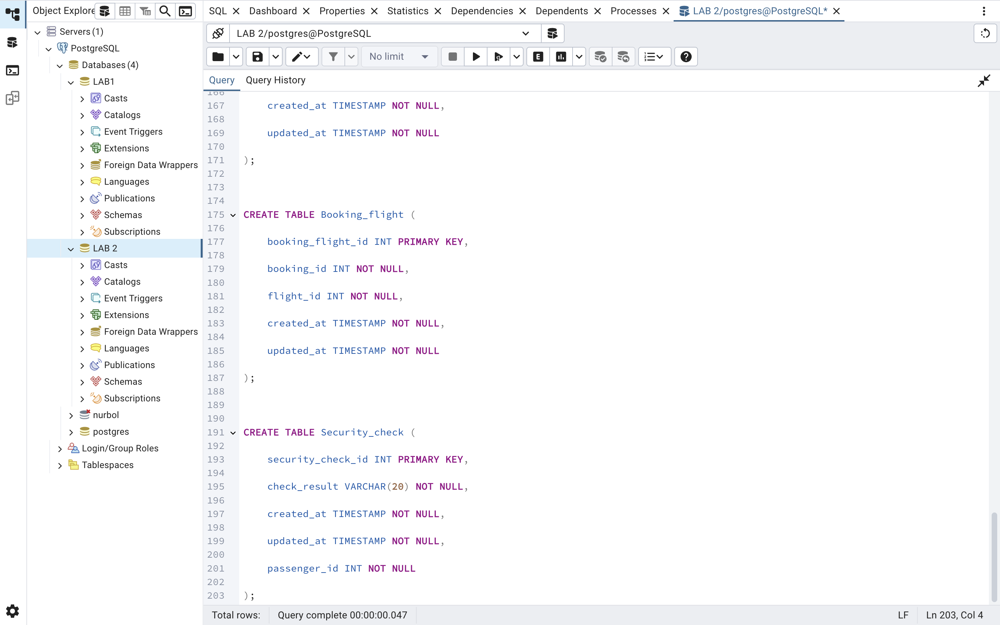 Object Explore
SQL
Dashboard
Properties
Statistics
Dependencies
Dependents
Processes
LAB 2/postgres@PostgreSQL*
Servers (1)
PostgreSQL
Databases (4)
LAB1
Casts
Catalogs
Event Triggers
Extensions
Foreign Data Wrappers
Languages
Publications
Schemas
Subscriptions
LAB 2
Casts
Catalogs
Event Triggers
Extensions
Foreign Data Wrappers
Languages
Publications
Schemas
Subscriptions
nurbol
postgres
Login/Group Roles
Tablespaces
LAB 2/postgres@PostgreSQL
No limit
E
Query
Query History
166
167 created_at TIMESTAMP NOT NULL,
168
169 updated_at TIMESTAMP NOT NULL
170
171 );
172
173
174
175 CREATE TABLE Booking_flight (
176
177 booking_flight_id INT PRIMARY KEY,
178
179 booking_id INT NOT NULL,
180
181 flight_id INT NOT NULL,
182
183 created_at TIMESTAMP NOT NULL,
184
185 updated_at TIMESTAMP NOT NULL
186
187 );
188
189
190
191 CREATE TABLE Security_check (
192
193 security_check_id INT PRIMARY KEY,
194
195 check_result VARCHAR(20) NOT NULL,
196
197 created_at TIMESTAMP NOT NULL,
198
199 updated_at TIMESTAMP NOT NULL,
200
201 passenger_id INT NOT NULL
202
203 );
Total rows:
Query complete 00:00:00.047
LF
Ln 203, Col 4